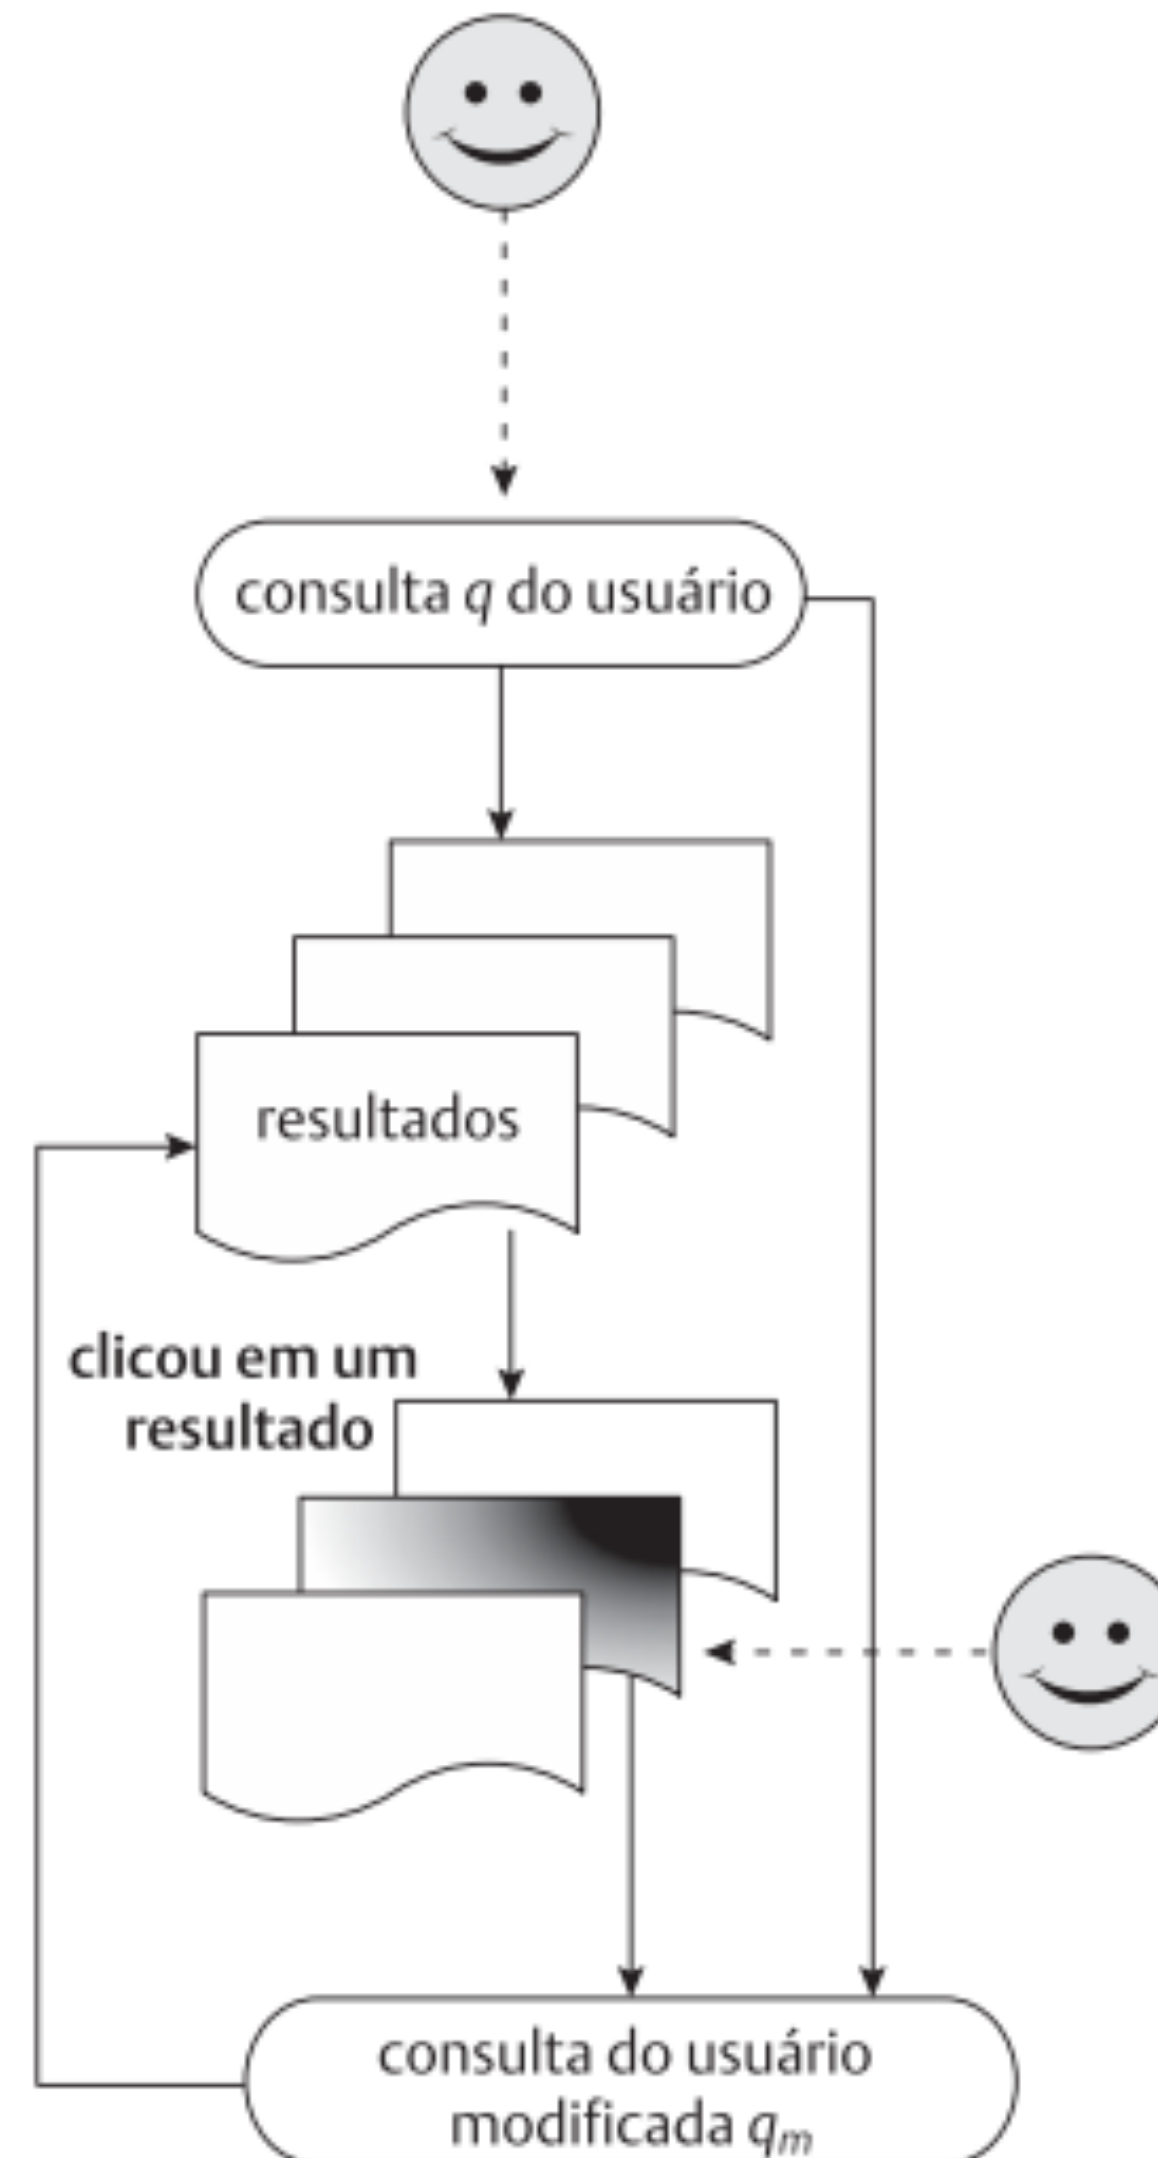 consulta q do usuário
resultados
clicou em um
resultado
consulta do usuário
modificada qm